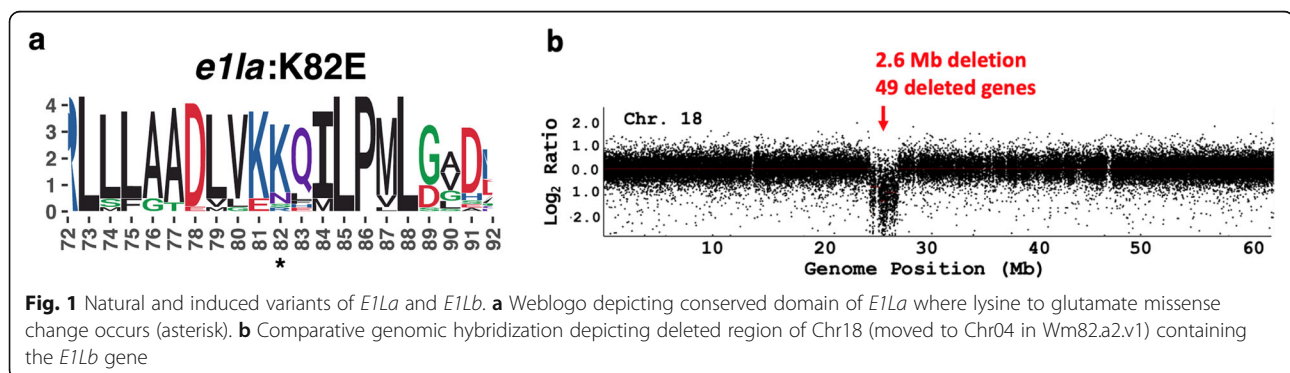 a
e1la:K82E
4
3
2
1
0
72 73 74 75 76 77 78 79 80 81 82 83 84 85 86 87 88 89 90 91 92
*
b
2.6 Mb deletion
49 deleted genes
Chr. 18
Log2 Ratio
2.0
1.0
0.0
1.0
-2.0
10 20 30 40 50 60
Genome Position (Mb)
Fig. 1 Natural and induced variants of E1La and E1Lb. a Weblogo depicting conserved domain of E1La where lysine to glutamate missense
change occurs (asterisk). b Comparative genomic hybridization depicting deleted region of Chr18 (moved to Chr04 in Wm82.a2.v1) containing
the E1Lb gene